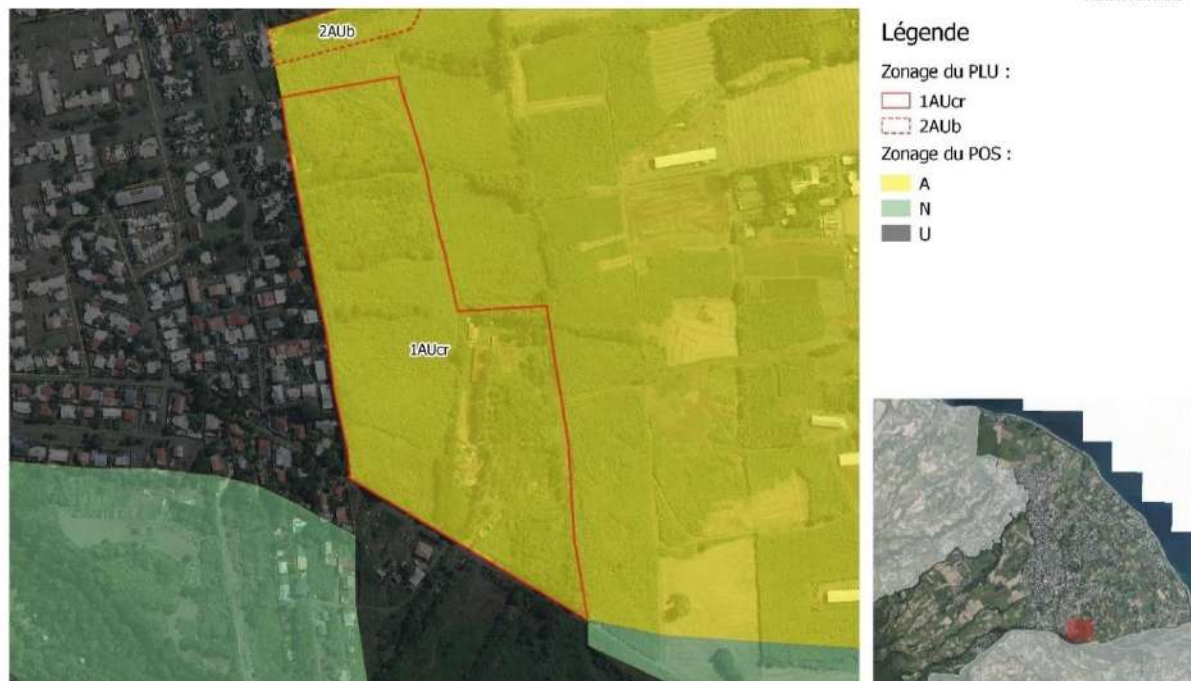 2AUb
1AUcr
Légende
Zonage du PLU :
1AUcr
2AUb
Zonage du POS :
A
N
U